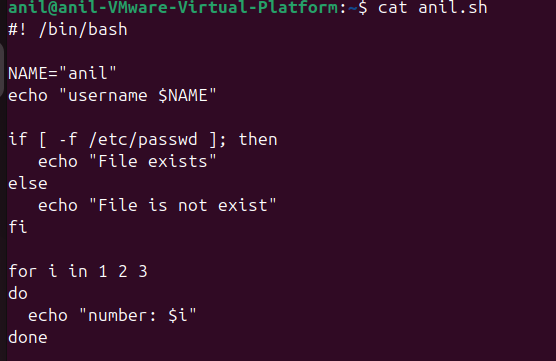 anil@anil-VMware-Virtual-Platform:~$ cat anil.sh
#! /bin/bash

NAME="anil"
echo "username $NAME"

if [ -f /etc/passwd ]; then
   echo "File exists"
else
   echo "File is not exist"
fi

for i in 1 2 3
do
  echo "number: $i"
done